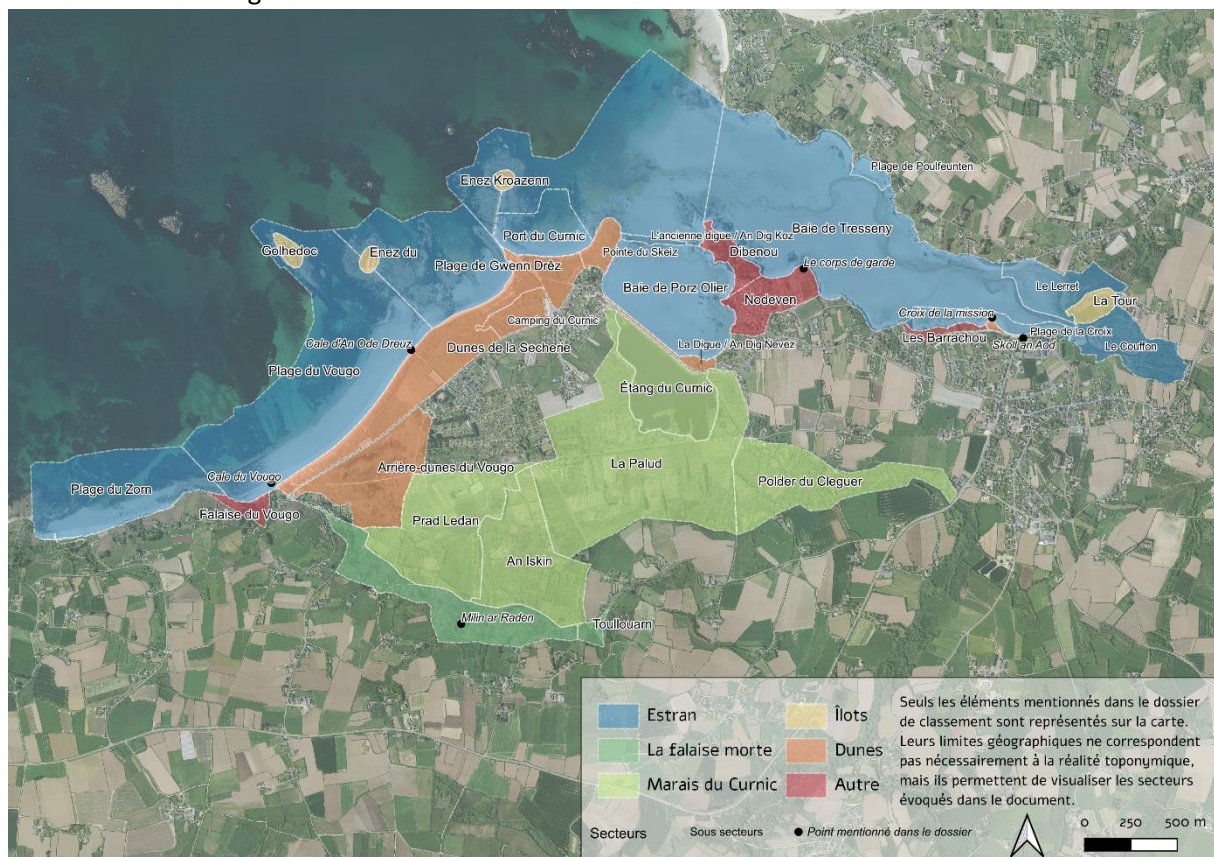 g
Plage de Poulfeunten
Enez Kroazenn
L'ancienne digue / An Dig Koz
Baie de Tresseny
Port du Curnic
Golhedoc
Enez du
Pointe du Skeiz
Dibenou
Plage de Gwenn Drêz
Le corps de garde
Baie de Porz Olier
Le Lerret
Nodeven
La Tour
Croix de la mission
Camping du Curnic
Plage de la Croix
Cale d'An Ode Dreuz
Dunes de la Secherie
La Digue / An Dig Nevez
Les Barrachou
Skoll an Aod
Le Couffon
Plage du Vougo
Étang du Curnic
Arrière-dunes du Vougo
La Palud
Cale du Vougo
Polder du Cleguer
Plage du Zorn
Falaise du Vougo
Prad Ledan
An Iskin
Milin ar Raden
Toullouarn
Estran
La falaise morte
Marais du Curnic
Îlots
Dunes
Autre
Seuls les éléments mentionnés dans le dossier
de classement sont représentés sur la carte.
Leurs limites géographiques ne correspondent
pas nécessairement à la réalité toponymique,
mais ils permettent de visualiser les secteurs
évoqués dans le document.
Secteurs
Sous secteurs
Point mentionné dans le dossier
0 250 500 m